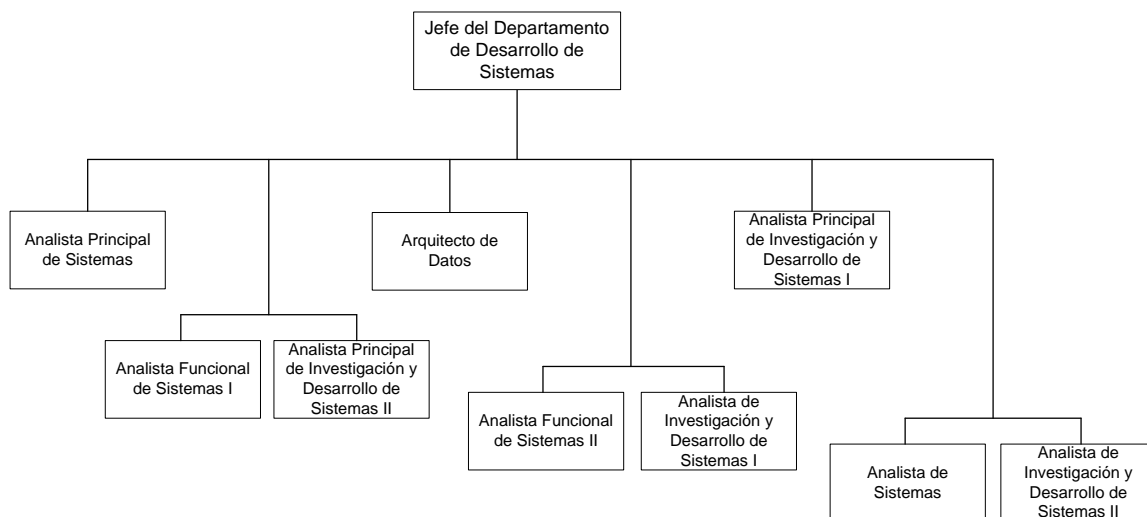 Jefe del Departamento
de Desarrollo de
Sistemas
Analista Principal
de Sistemas
Arquitecto de
Datos
Analista Principal
de Investigación y
Desarrollo de
Sistemas I
Analista Funcional
de Sistemas I
Analista Principal
de Investigación y
Desarrollo de
Sistemas II
Analista Funcional
de Sistemas II
Analista de
Investigación y
Desarrollo de
Sistemas I
Analista de
Sistemas
Analista de
Investigación y
Desarrollo de
Sistemas II